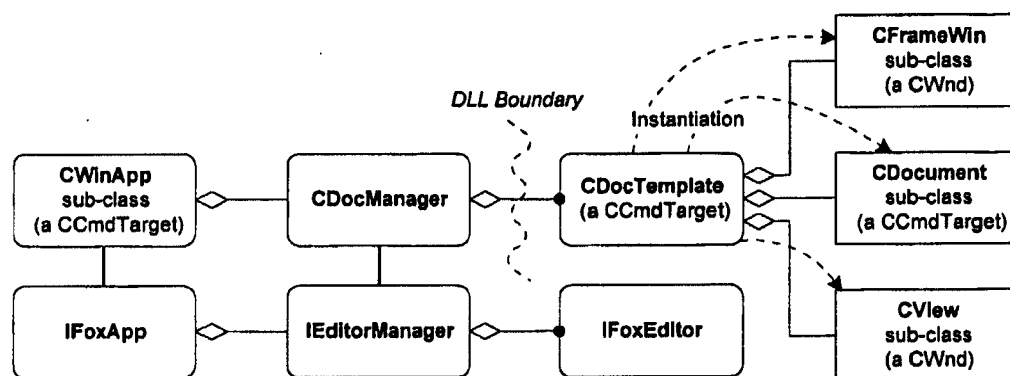 CFrameWin
sub-class
(a CWnd)
DLL Boundary
Instantiation
CWinApp
sub-class
(a CCmdTarget)
CDocManager
CDocTemplate
(a CCmdTarget)
CDocument
sub-class
(a CCmdTarget)
IFoxApp
IEditorManager
IFoxEditor
CView
sub-class
(a CWnd)